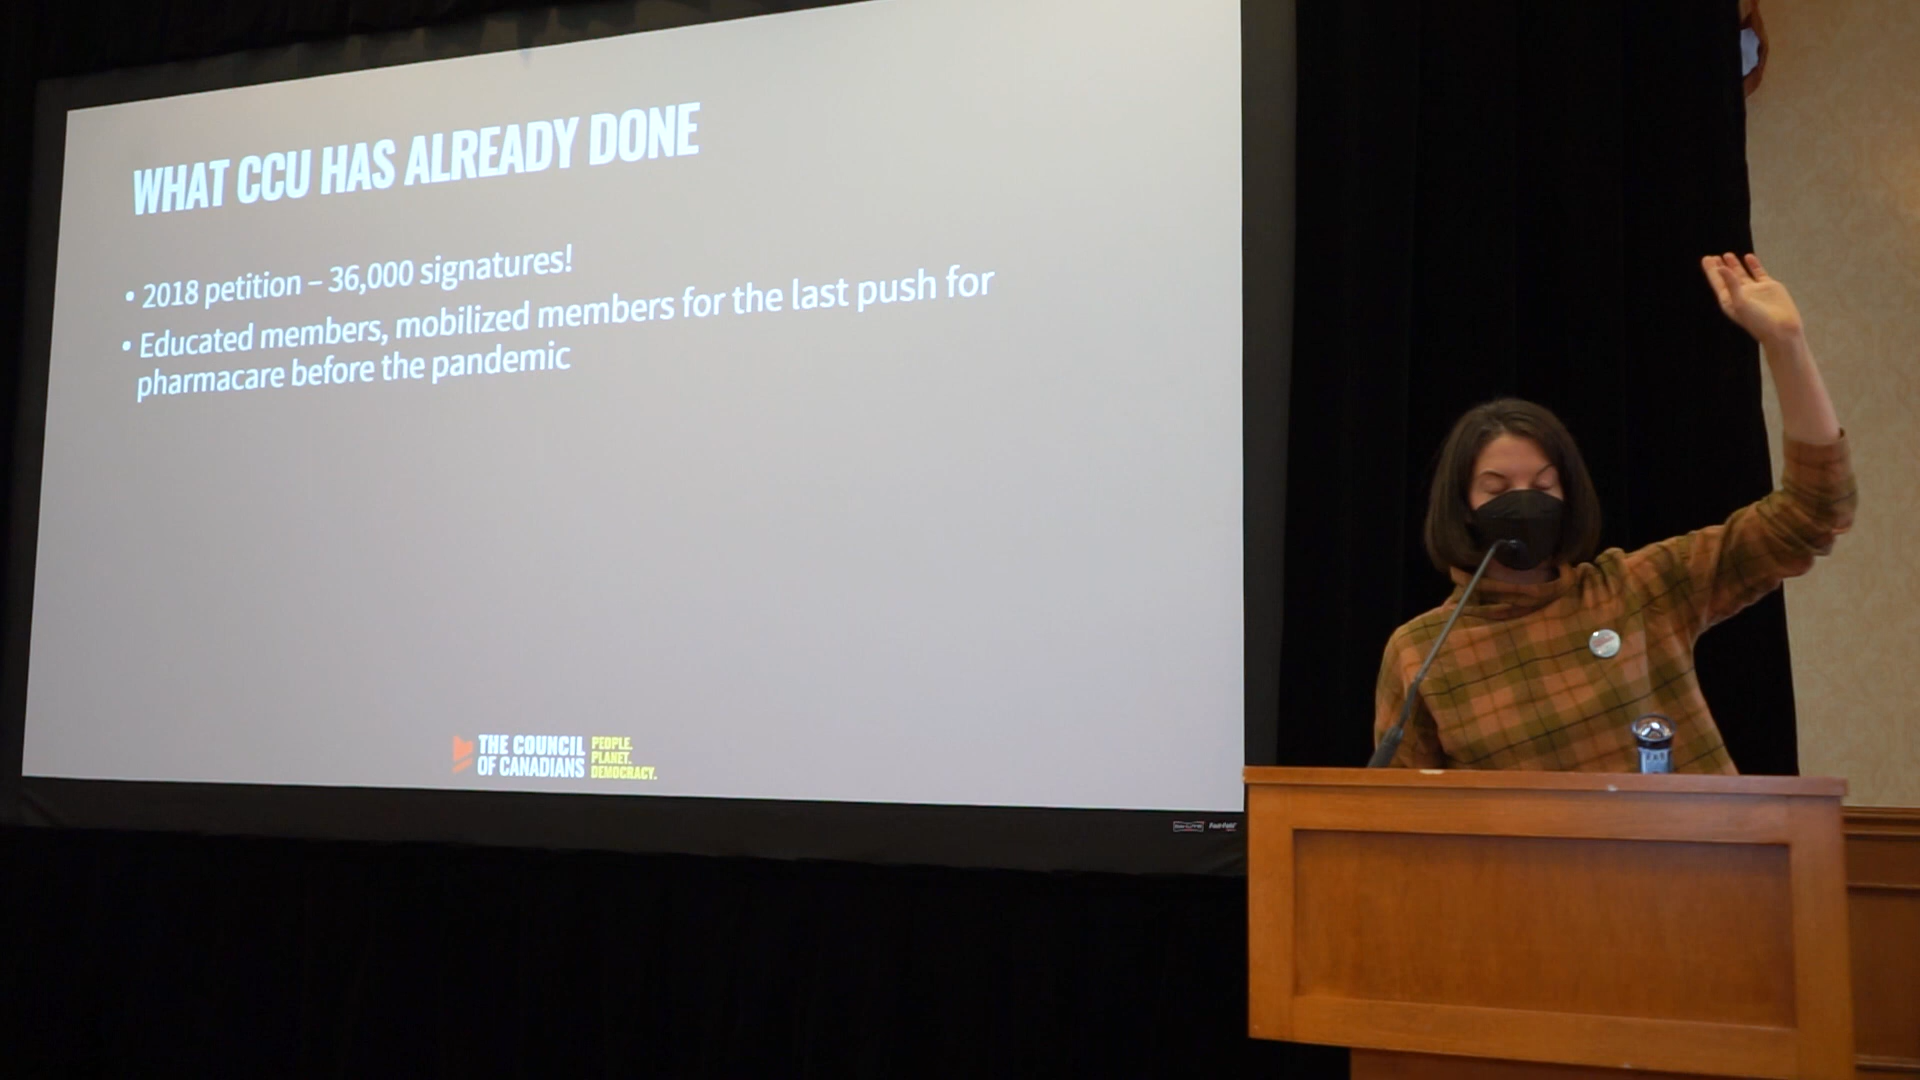 WHAT CCU HAS ALREADY DONE
• 2018 petition – 36,000 signatures!
• Educated members, mobilized members for the last push for
pharmacare before the pandemic
THE COUNCIL
OF CANADIANS
PEOPLE.
PLANET.
DEMOCRACY.